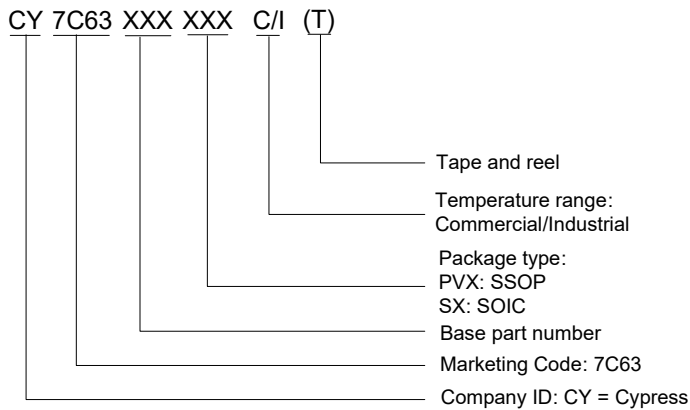 CY 7C63 XXX XXX C/I (T)
Tape and reel
Temperature range:
Commercial/Industrial
Package type:
PVX: SSOP
SX: SOIC
Base part number
Marketing Code: 7C63
Company ID: CY = Cypress